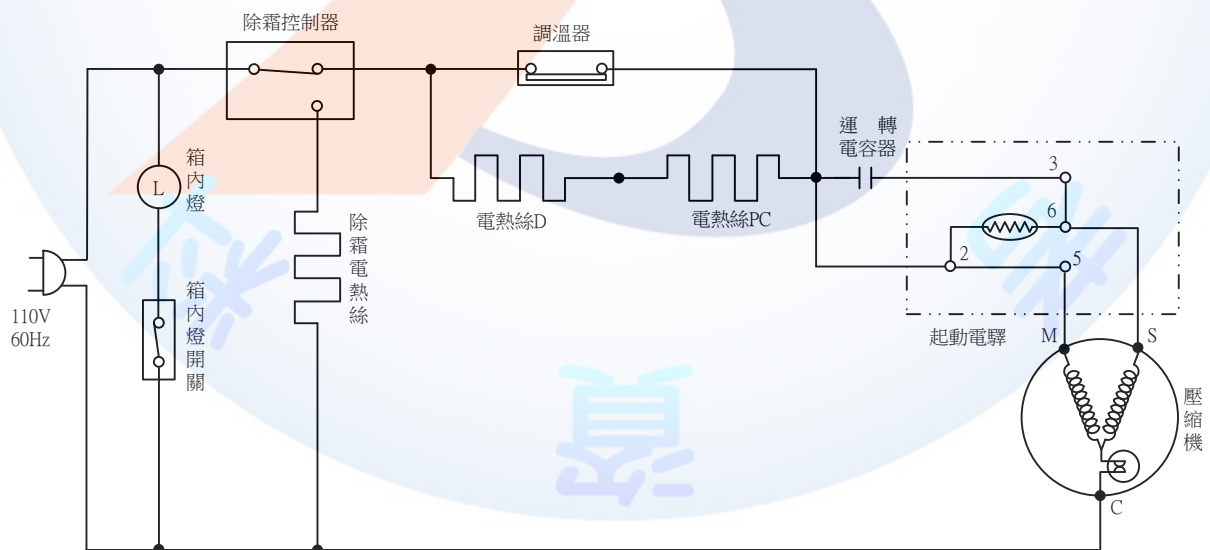 除霜控制器
調溫器
運 轉
電容器
3
6
2
5
箱內燈
L
電熱絲D
電熱絲PC
除霜電熱絲
箱內燈開關
110V
60Hz
起動電驛
M
S
壓縮機
C
資